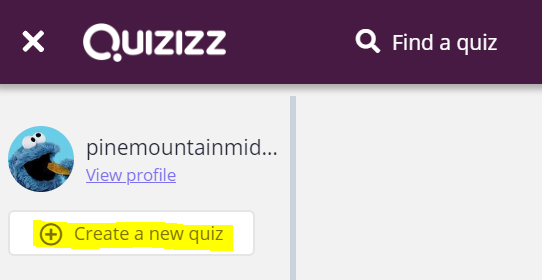 Quizizz
Find a quiz
pinemountainmid...
View profile
Create a new quiz